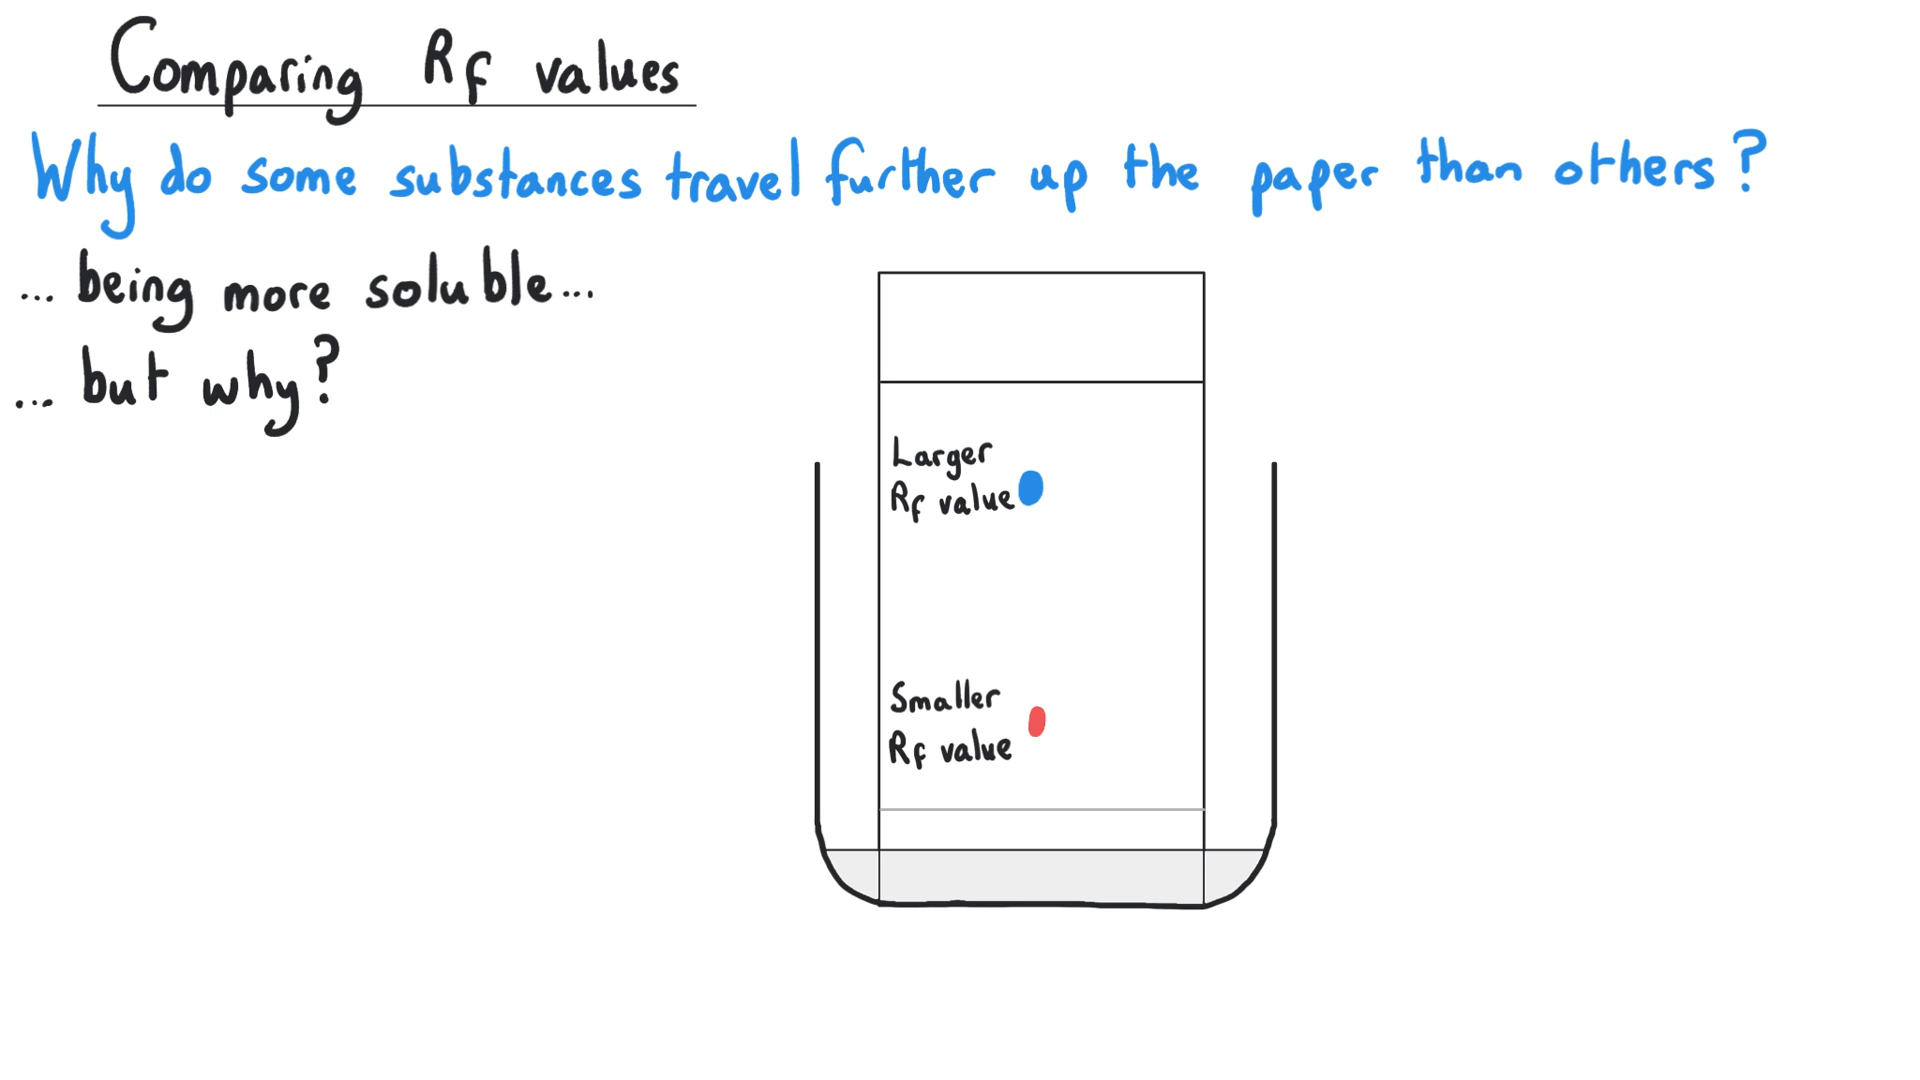 Comparing Rf values
Why do some substances travel further up the paper than others?
... being more soluble...
... but why?
Larger
Rf value
Smaller
Rf value